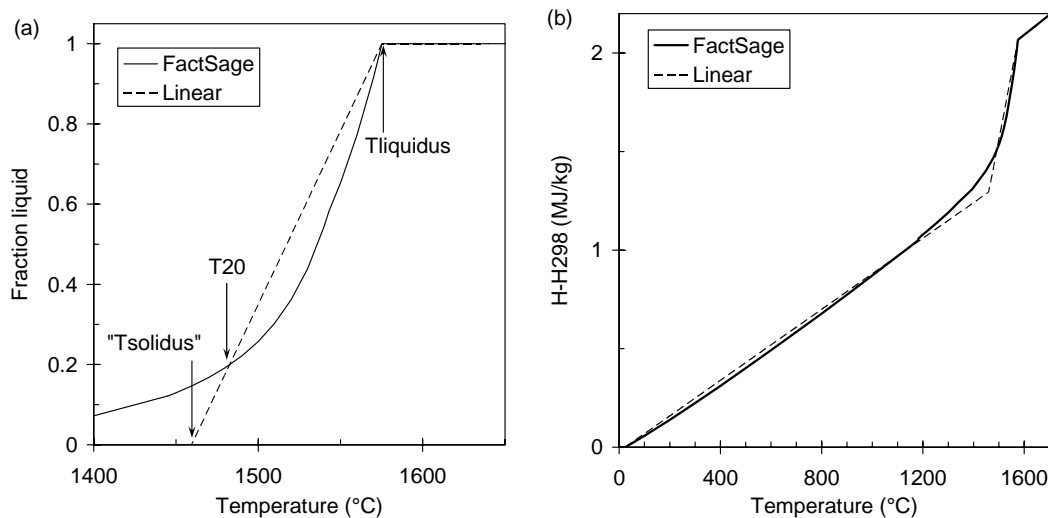 (a)
1
0.8
0.6
0.4
0.2
0
Fraction liquid
FactSage
Linear
Tliquidus
T20
"Tsolidus"
1400
1500
1600
Temperature (°C)
(b)
2
1
0
H-H298 (MJ/kg)
FactSage
Linear
0
400
800
1200
1600
Temperature (°C)